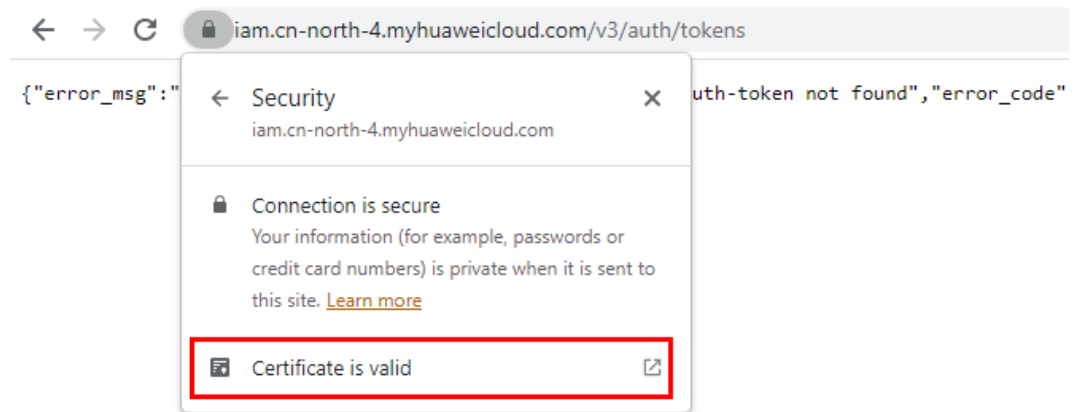 iam.cn-north-4.myhuaweicloud.com/v3/auth/tokens
{"error_msg":" uth-token not found","error_code"
Security
iam.cn-north-4.myhuaweicloud.com
Connection is secure
Your information (for example, passwords or
credit card numbers) is private when it is sent to
this site. Learn more
Certificate is valid